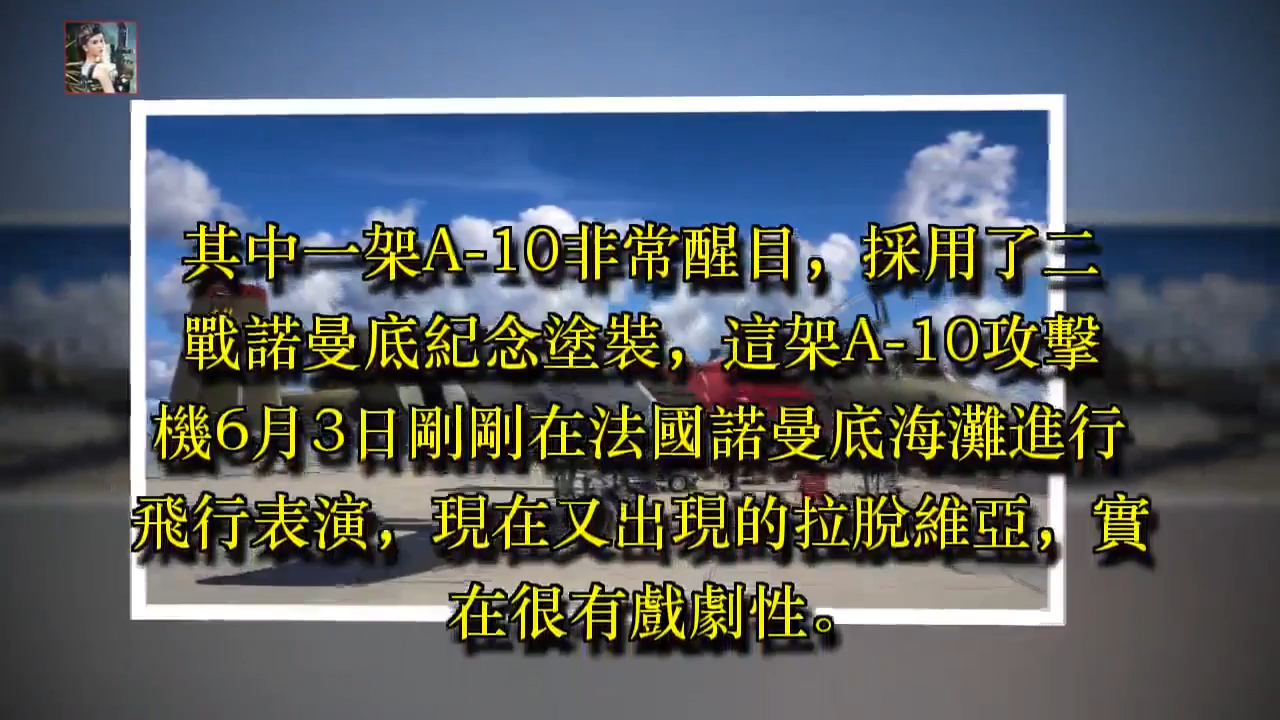 其中一架A-10非常醒目，採用了二
戰諾曼底紀念塗裝，這架A-10攻擊
機6月3日剛剛在法國諾曼底海灘進行
飛行表演，現在又出現的拉脫維亞，實
在很有戲劇性。